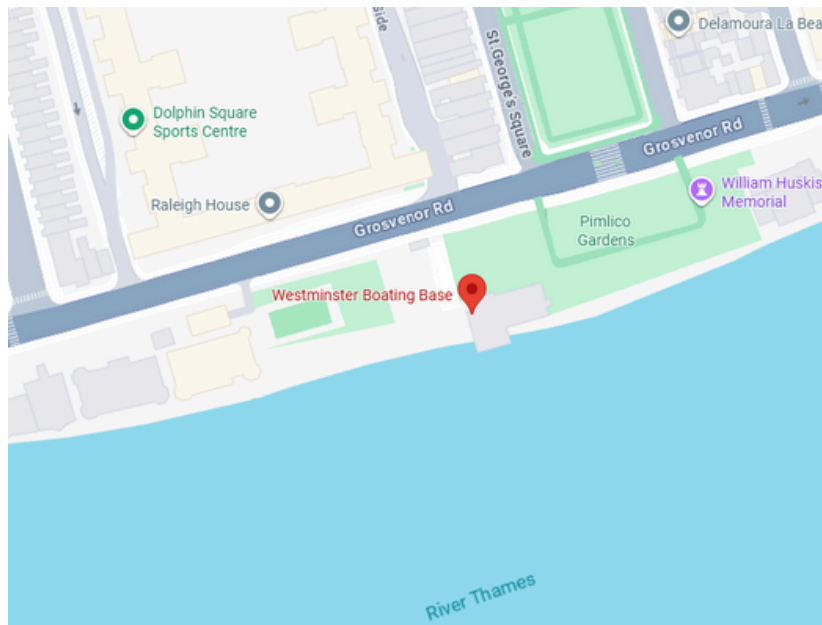 side
Delamoura La Bea
St.George's Square
Dolphin Square
Sports Centre
Grosvenor Rd
Raleigh House
Grosvenor Rd
William Huskis
Memorial
Pimlico
Gardens
Westminster Boating Base
River Thames